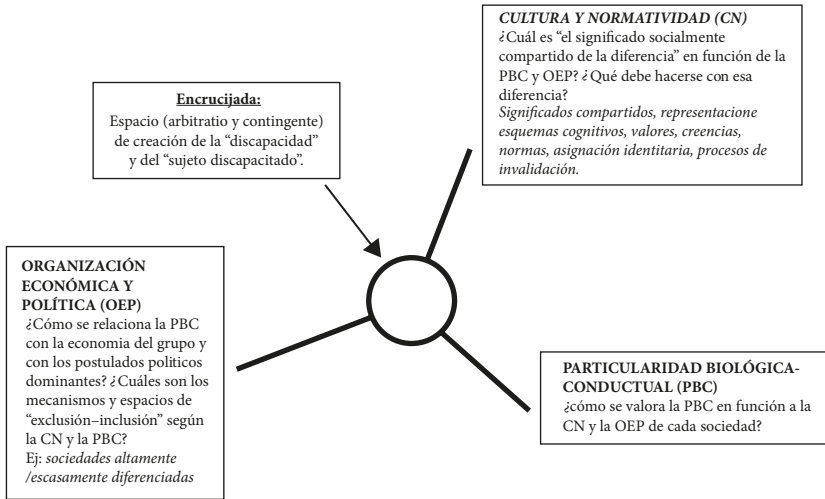 CULTURA Y NORMATIVIDAD (CN)
¿Cuál es “el significado socialmente
compartido de la diferencia” en función de la
PBC y OEP? ¿Qué debe hacerse con esa
diferencia?
Significados compartidos, representacione
esquemas cognitivos, valores, creencias,
normas, asignación identitaria, procesos de
invalidación.
Encrucijada:
Espacio (arbitratio y contingente)
de creación de la “discapacidad”
y del “sujeto discapacitado”.
ORGANIZACIÓN
ECONÓMICA Y
POLÍTICA (OEP)
¿Cómo se relaciona la PBC
con la economia del grupo y
con los postulados politicos
dominantes? ¿Cuáles son los
mecanismos y espacios de
“exclusión–inclusión” según
la CN y la PBC?
Ej: sociedades altamente
/escasamente diferenciadas
PARTICULARIDAD BIOLÓGICA-
CONDUCTUAL (PBC)
¿cómo se valora la PBC en función a la
CN y la OEP de cada sociedad?